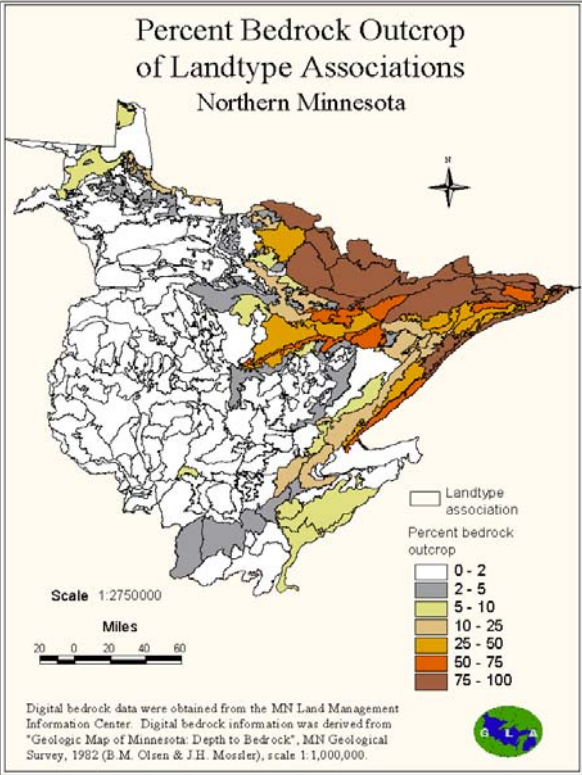 Percent Bedrock Outcrop
of Landtype Associations
Northern Minnesota
N
Landtype
association
Percent bedrock
outcrop
0 - 2
2 - 5
5 - 10
10 - 25
25 - 50
50 - 75
75 - 100
Scale 1:2750000
Miles
20 0 20 40 60
Digital bedrock data were obtained from the MN Land Management
Information Center. Digital bedrock information was derived from
"Geologic Map of Minnesota: Depth to Bedrock", MN Geological
Survey, 1982 (B.M. Olsen & J.H. Mossler), scale 1:1,000,000.
G L A